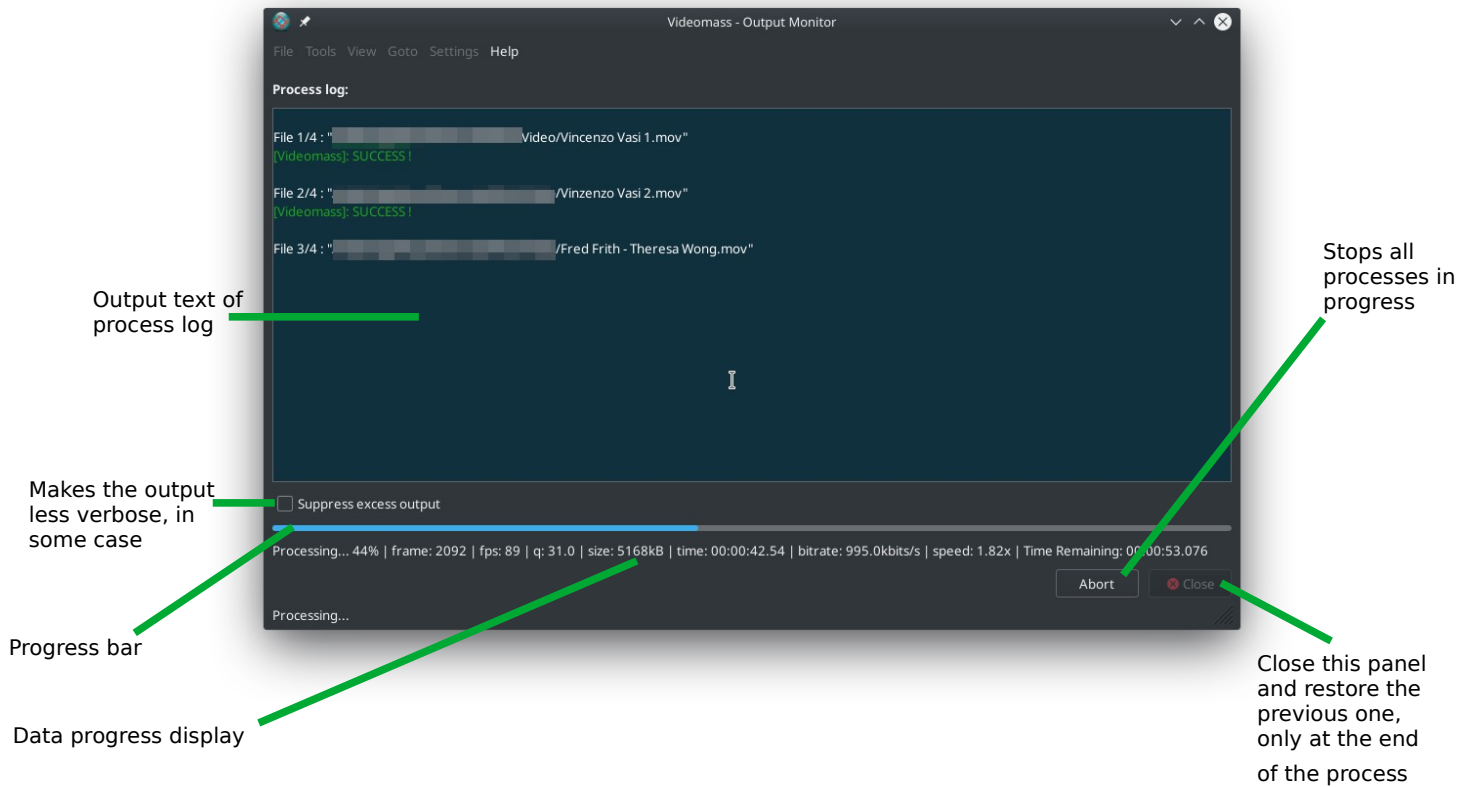 Videomass - Output Monitor
File Tools View Goto Settings Help
Process log:
File 1/4 : " Video/Vincenzo Vasi 1.mov"
[Videomass]: SUCCESS !
File 2/4 : " /Vinzenzo Vasi 2.mov"
[Videomass]: SUCCESS !
File 3/4 : " /Fred Frith - Theresa Wong.mov"
Output text of
process log
Stops all
processes in
progress
Makes the output
less verbose, in
some case
Suppress excess output
Processing... 44% | frame: 2092 | fps: 89 | q: 31.0 | size: 5168kB | time: 00:00:42.54 | bitrate: 995.0kbits/s | speed: 1.82x | Time Remaining: 00:00:53.076
Abort
Close
Processing...
Progress bar
Data progress display
Close this panel
and restore the
previous one,
only at the end
of the process